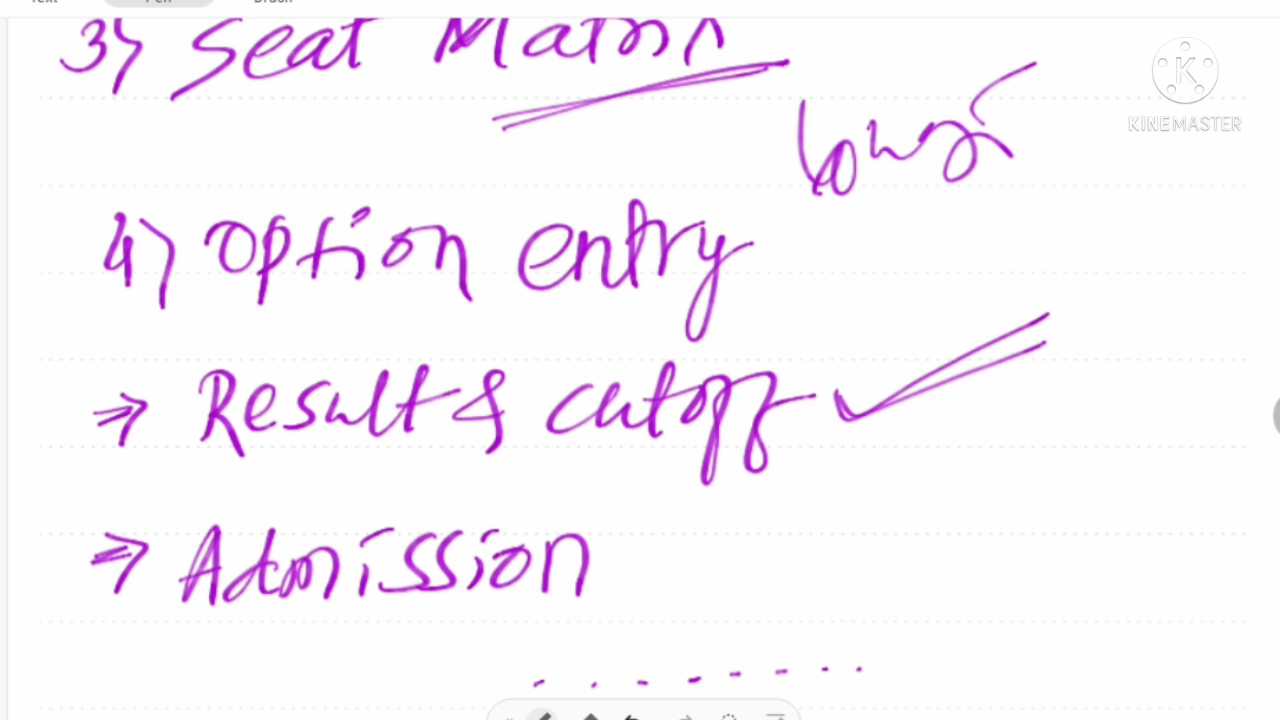 3) Seat Matrix
4) Option entry
⇒ Result & cutoff
⇒ Admission
K
KINEMASTER